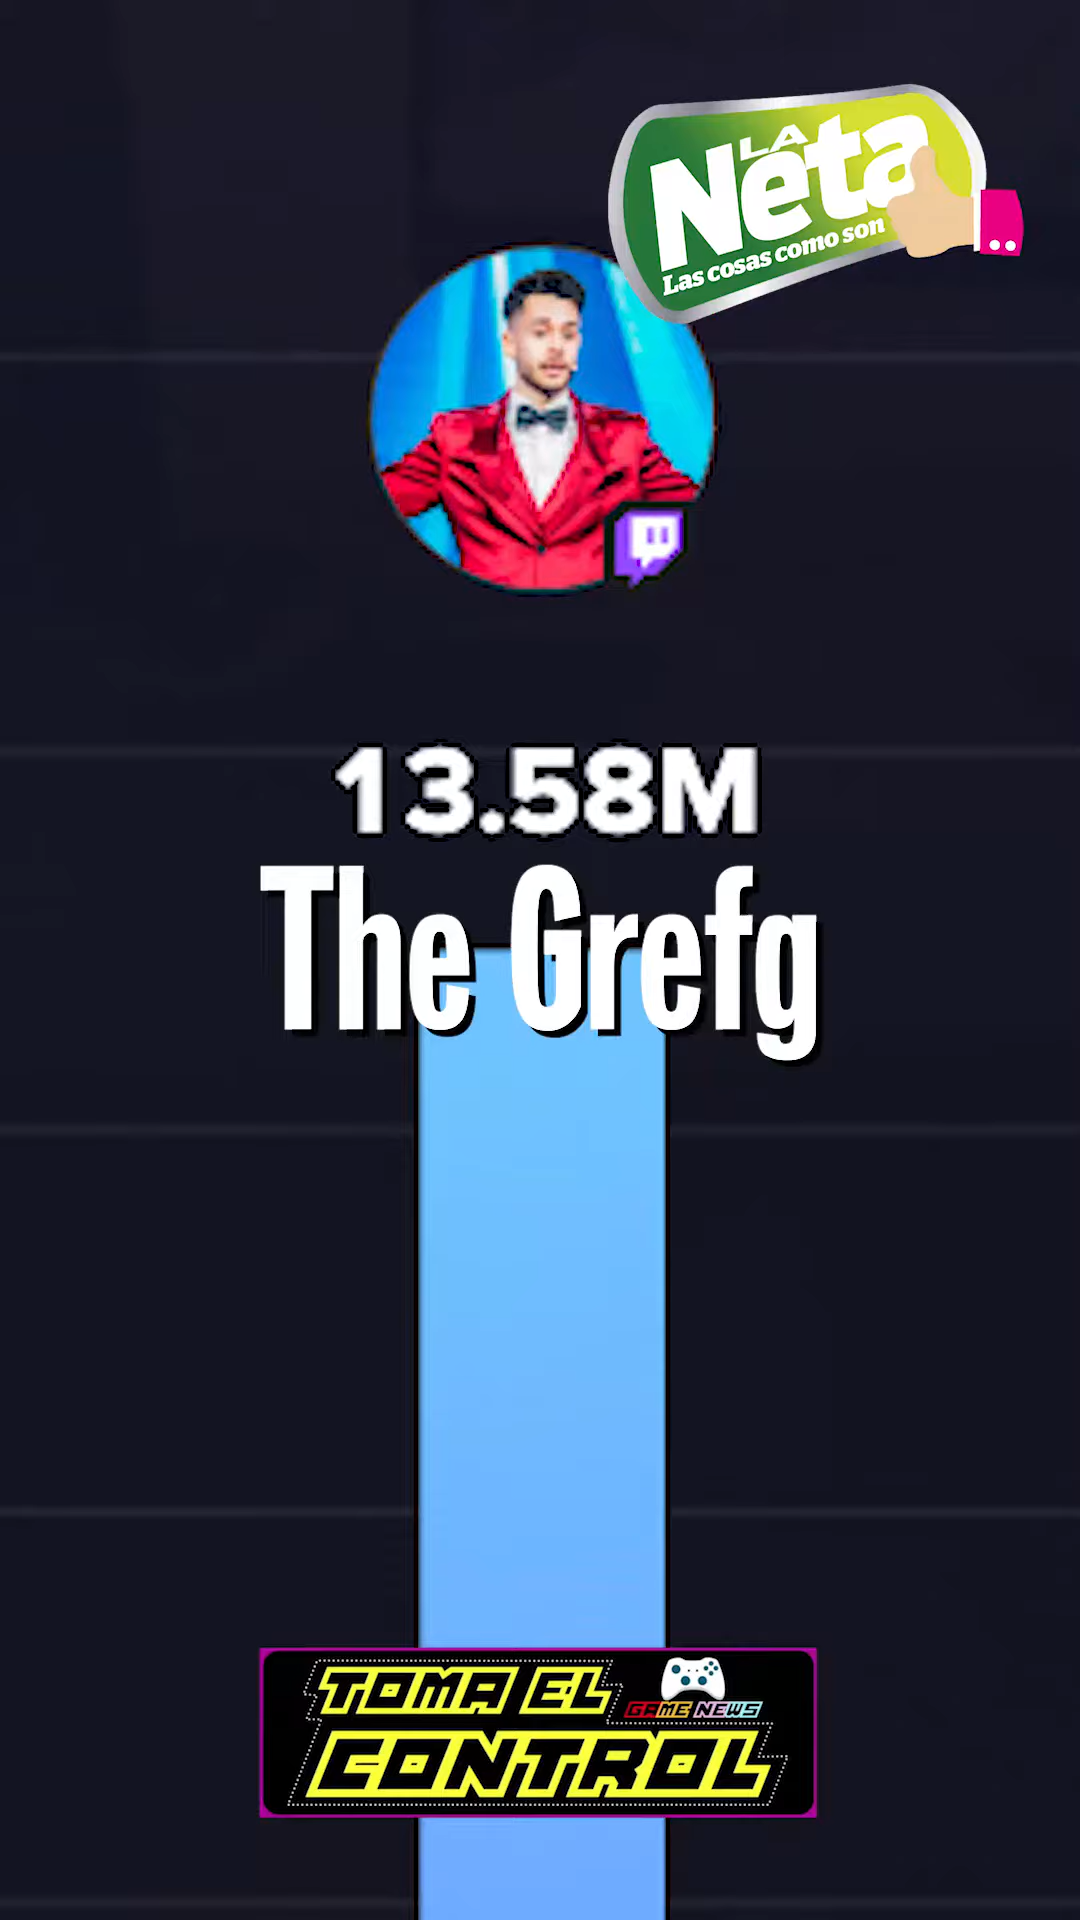 LA
Neta
Las cosas como son
13.58M
The Grefg
TOMA EL
GAME NEWS
CONTROL